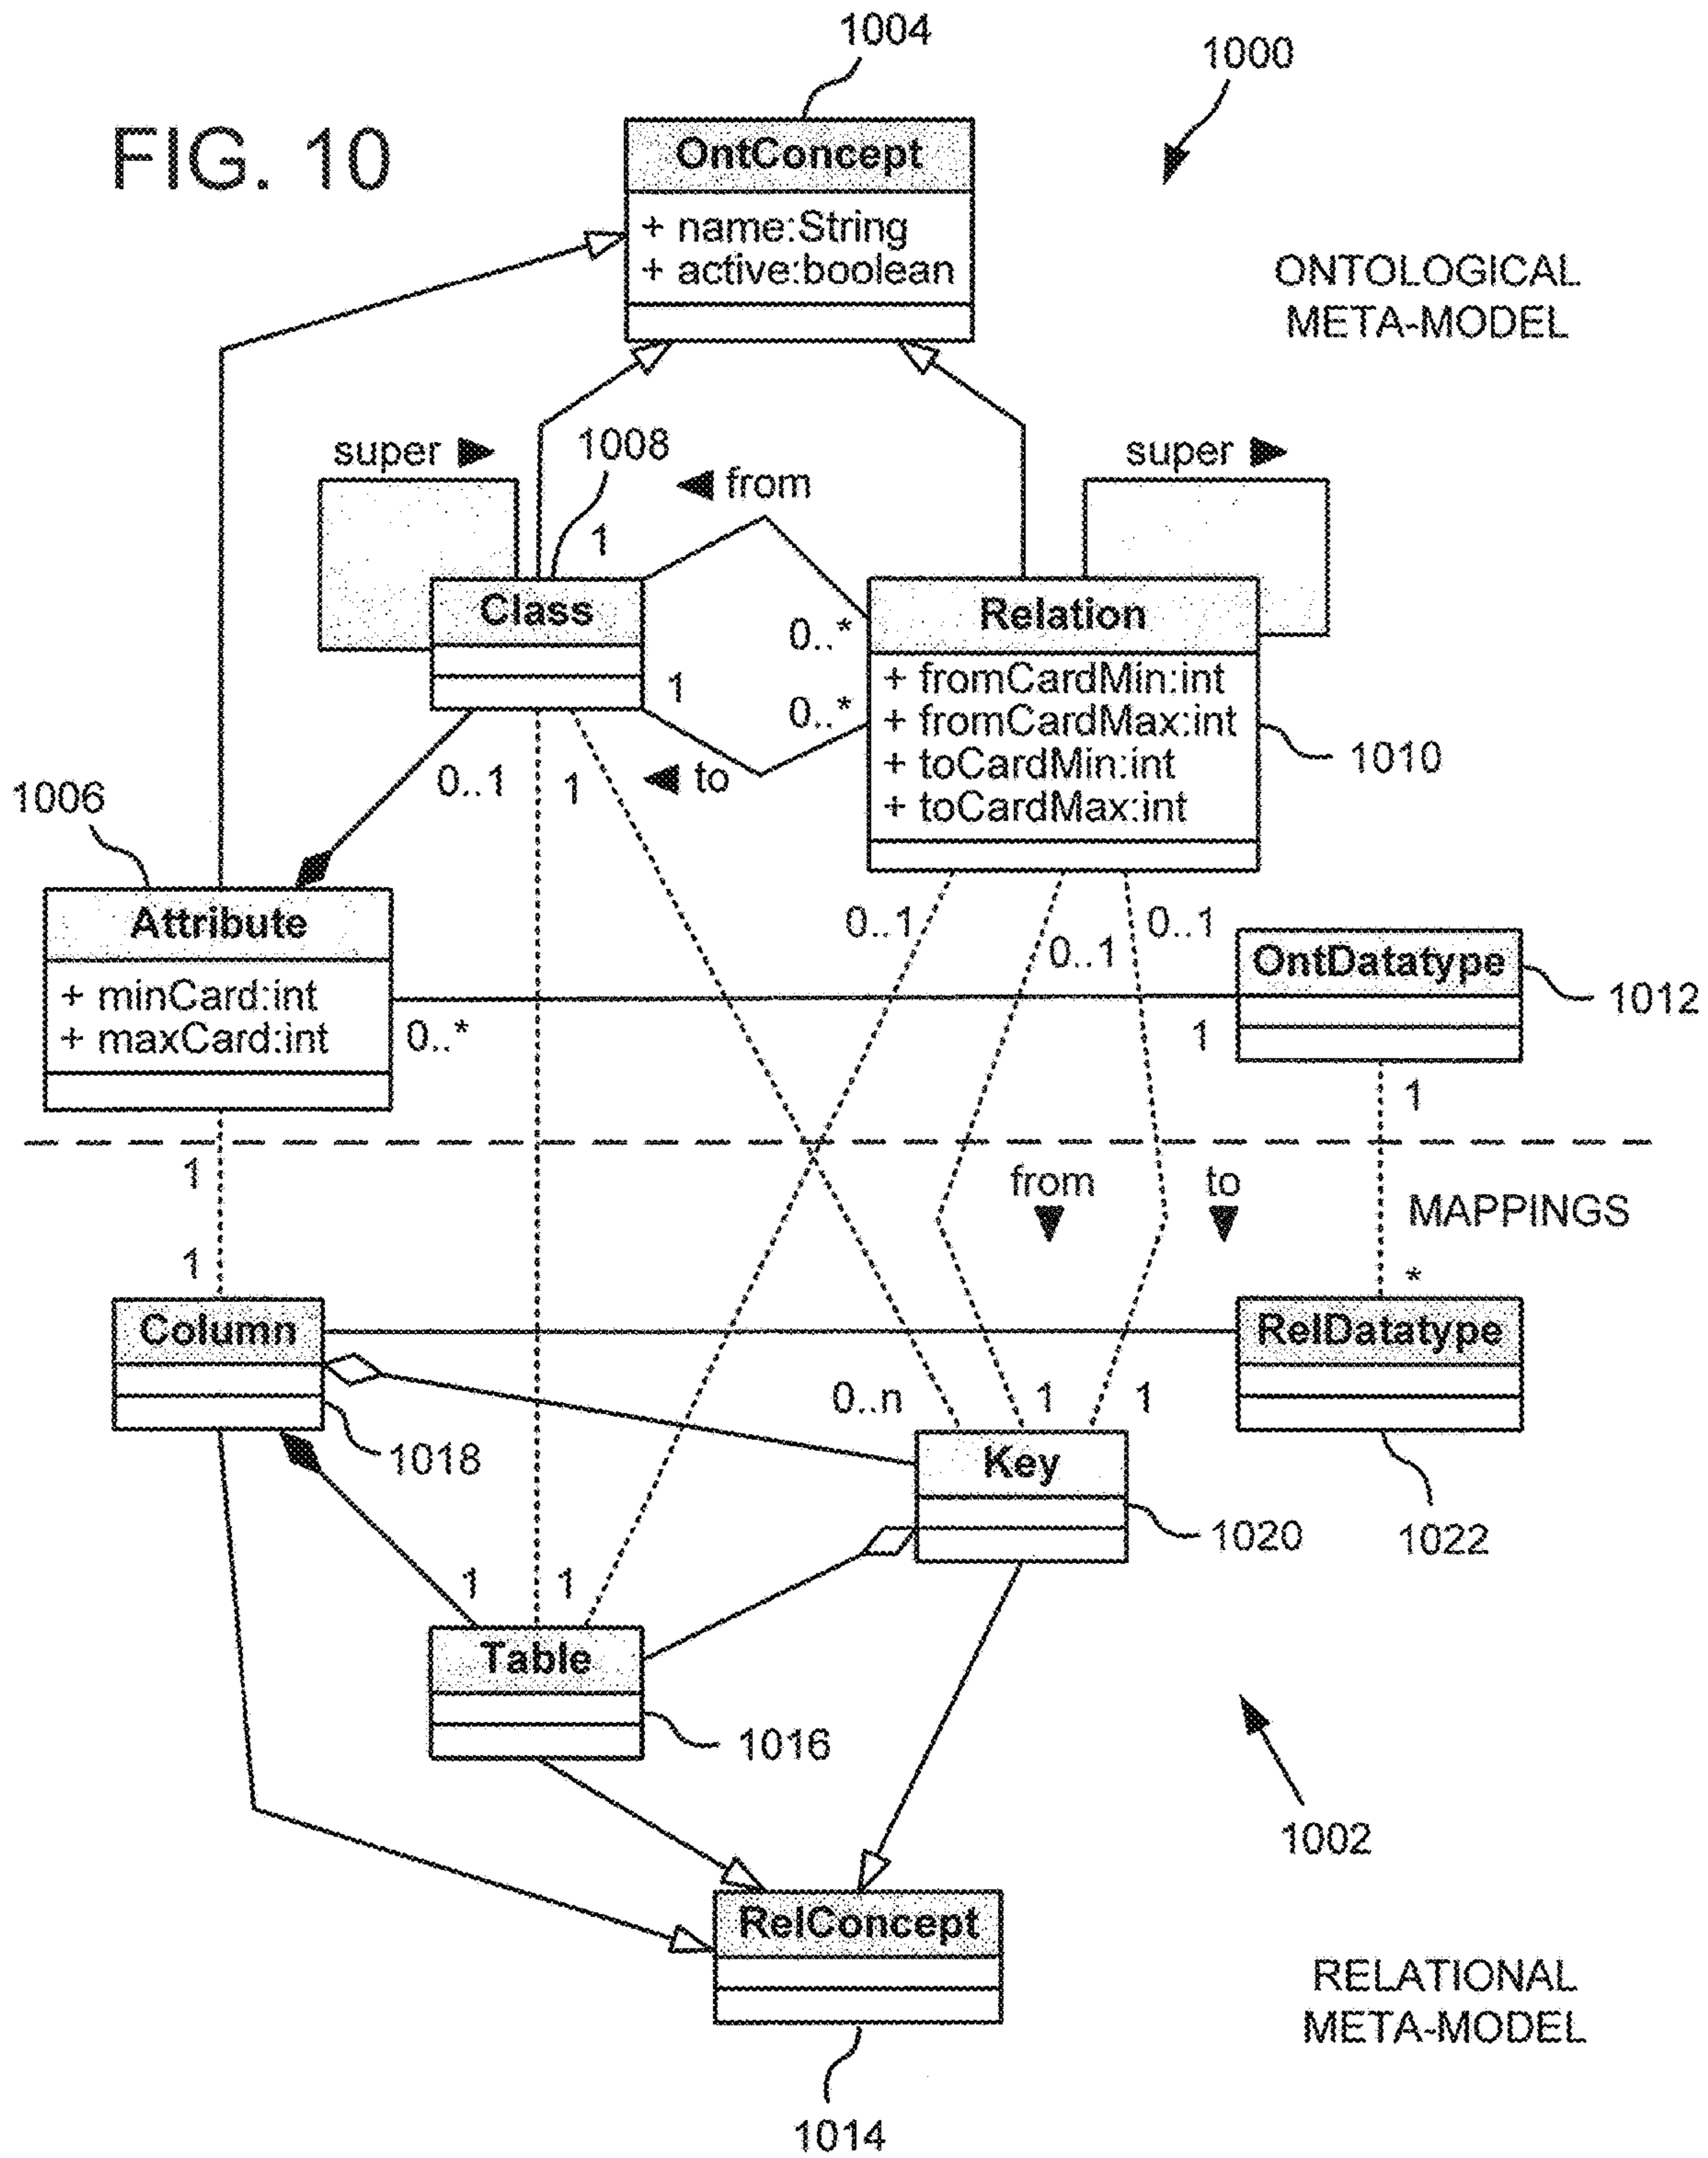 1004
1000
FIG. 10
OntConcept
+ name:String
+ active:boolean
ONTOLOGICAL
META-MODEL
super ►
1008
◄ from
super ►
1
Class
Relation
0..*
+ fromCardMin:int
+ fromCardMax:int
+ toCardMin:int
+ toCardMax:int
1
0..*
1010
0..1
1
◄ to
1006
Attribute
+ minCard:int
+ maxCard:int
0..*
0..1
0..1
0..1
OntDatatype
1012
1
1
1
from
▼
to
▼
MAPPINGS
1
*
Column
RelDatatype
0..n
1
1
1018
Key
1020
1022
1
1
Table
1016
1002
RelConcept
RELATIONAL
META-MODEL
1014